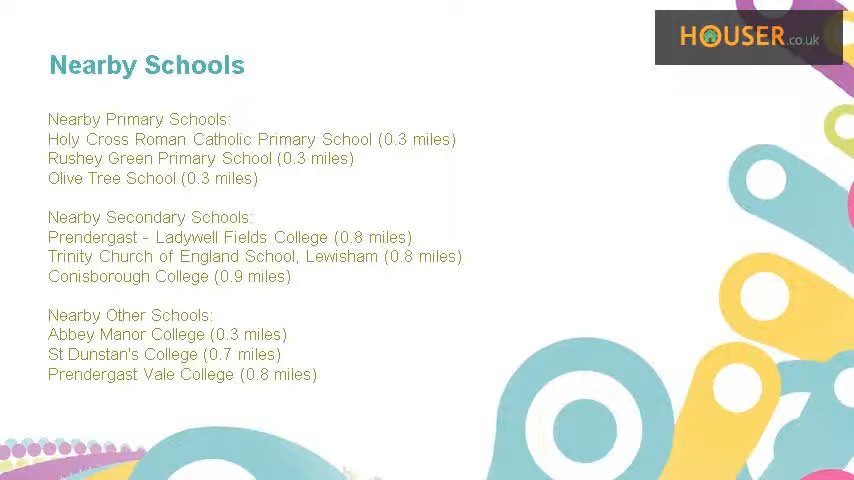 HOUSER.co.uk
Nearby Schools
Nearby Primary Schools:
Holy Cross Roman Catholic Primary School (0.3 miles)
Rushey Green Primary School (0.3 miles)
Olive Tree School (0.3 miles)
Nearby Secondary Schools:
Prendergast - Ladywell Fields College (0.8 miles)
Trinity Church of England School, Lewisham (0.8 miles)
Conisborough College (0.9 miles)
Nearby Other Schools:
Abbey Manor College (0.3 miles)
St Dunstan's College (0.7 miles)
Prendergast Vale College (0.8 miles)